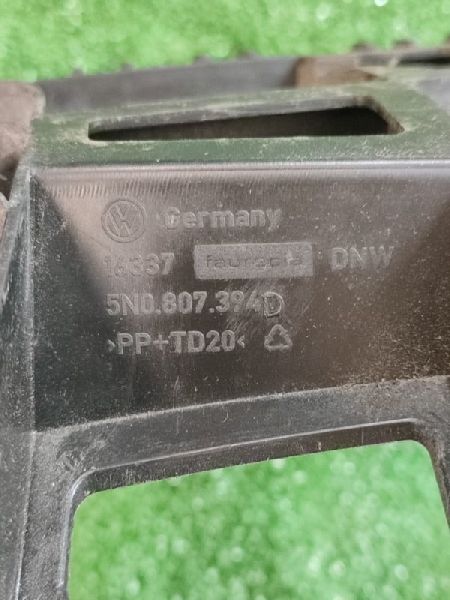 Germany
16337 faurecia DNW
5N0.807.394D
>PP+TD20<